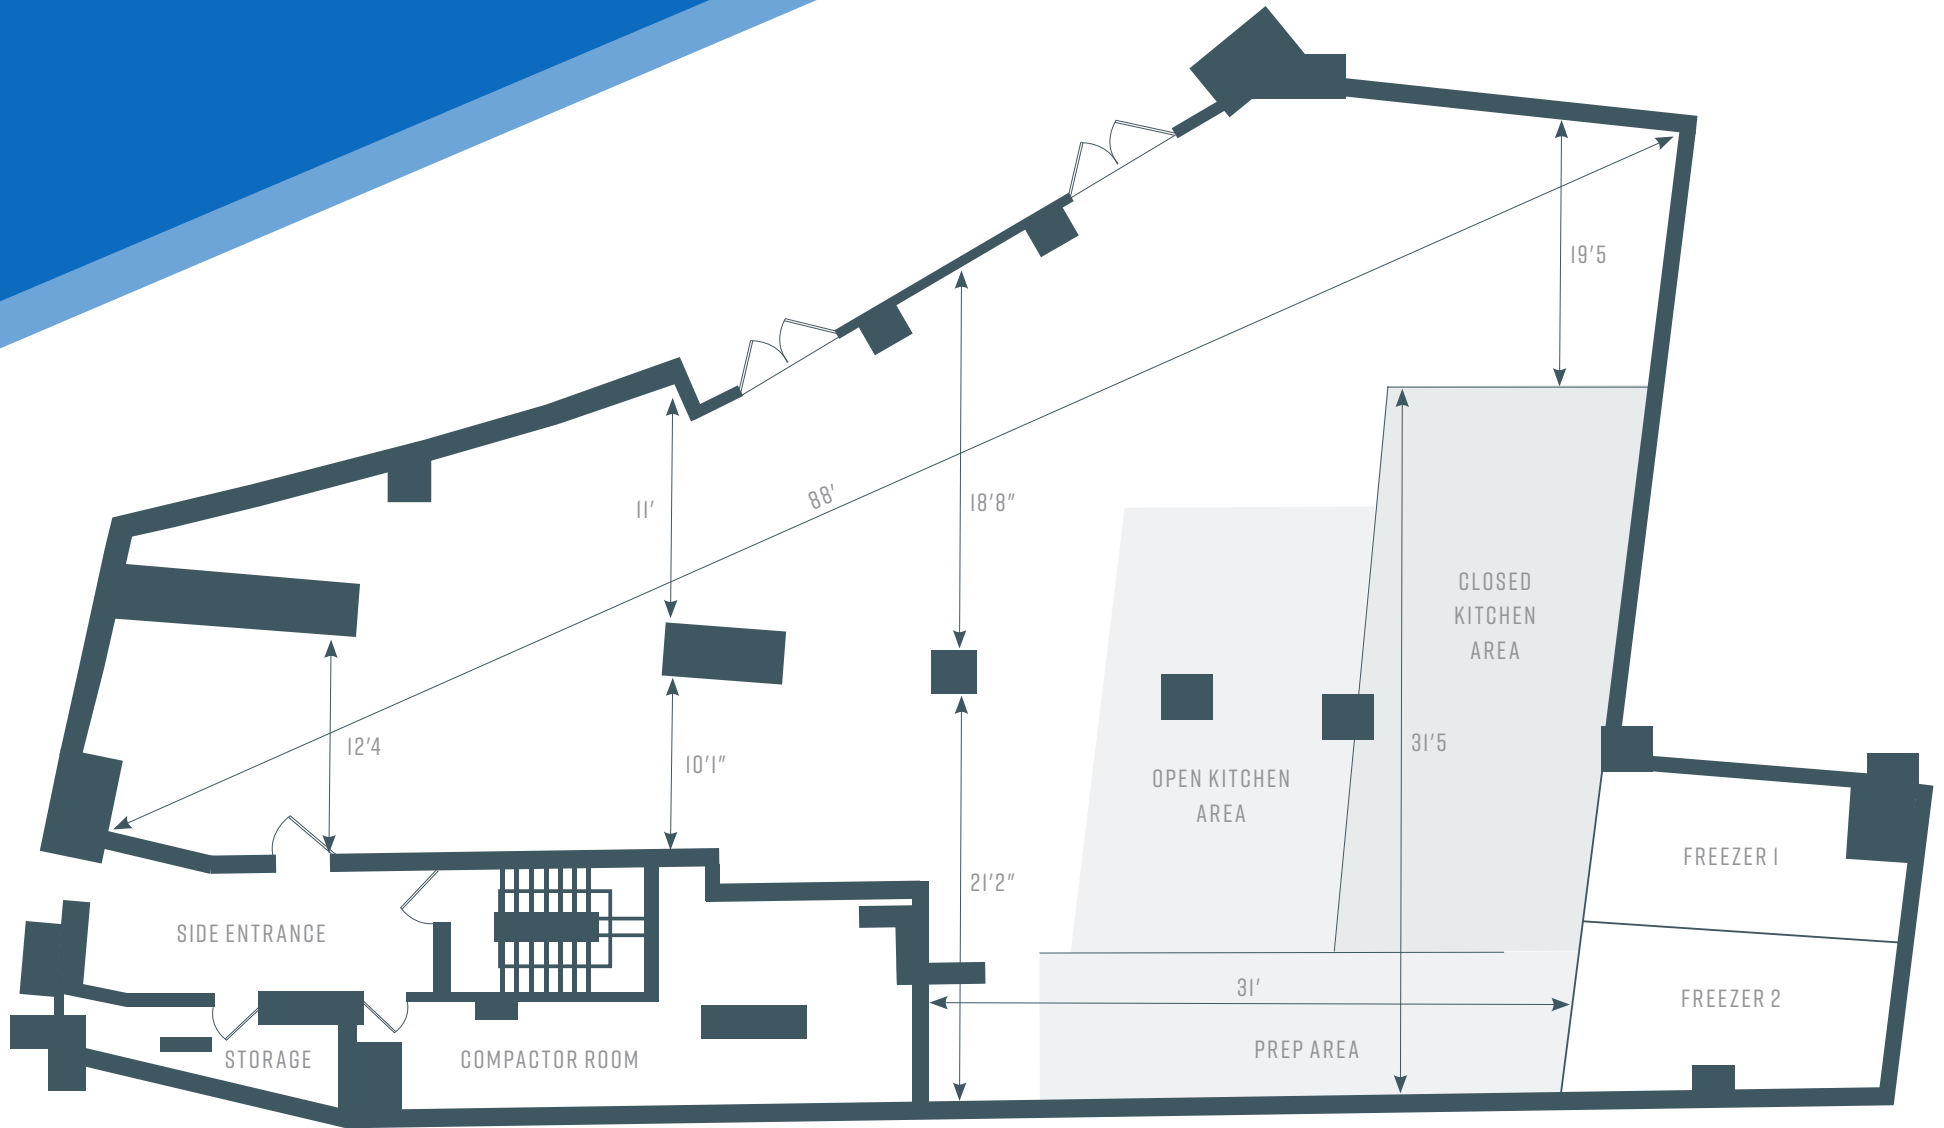 19'5
88'
11'
18'8"
CLOSED
KITCHEN
AREA
12'4
10'1"
31'5
OPEN KITCHEN
AREA
21'2"
FREEZER 1
SIDE ENTRANCE
31'
FREEZER 2
STORAGE
COMPACTOR ROOM
PREP AREA